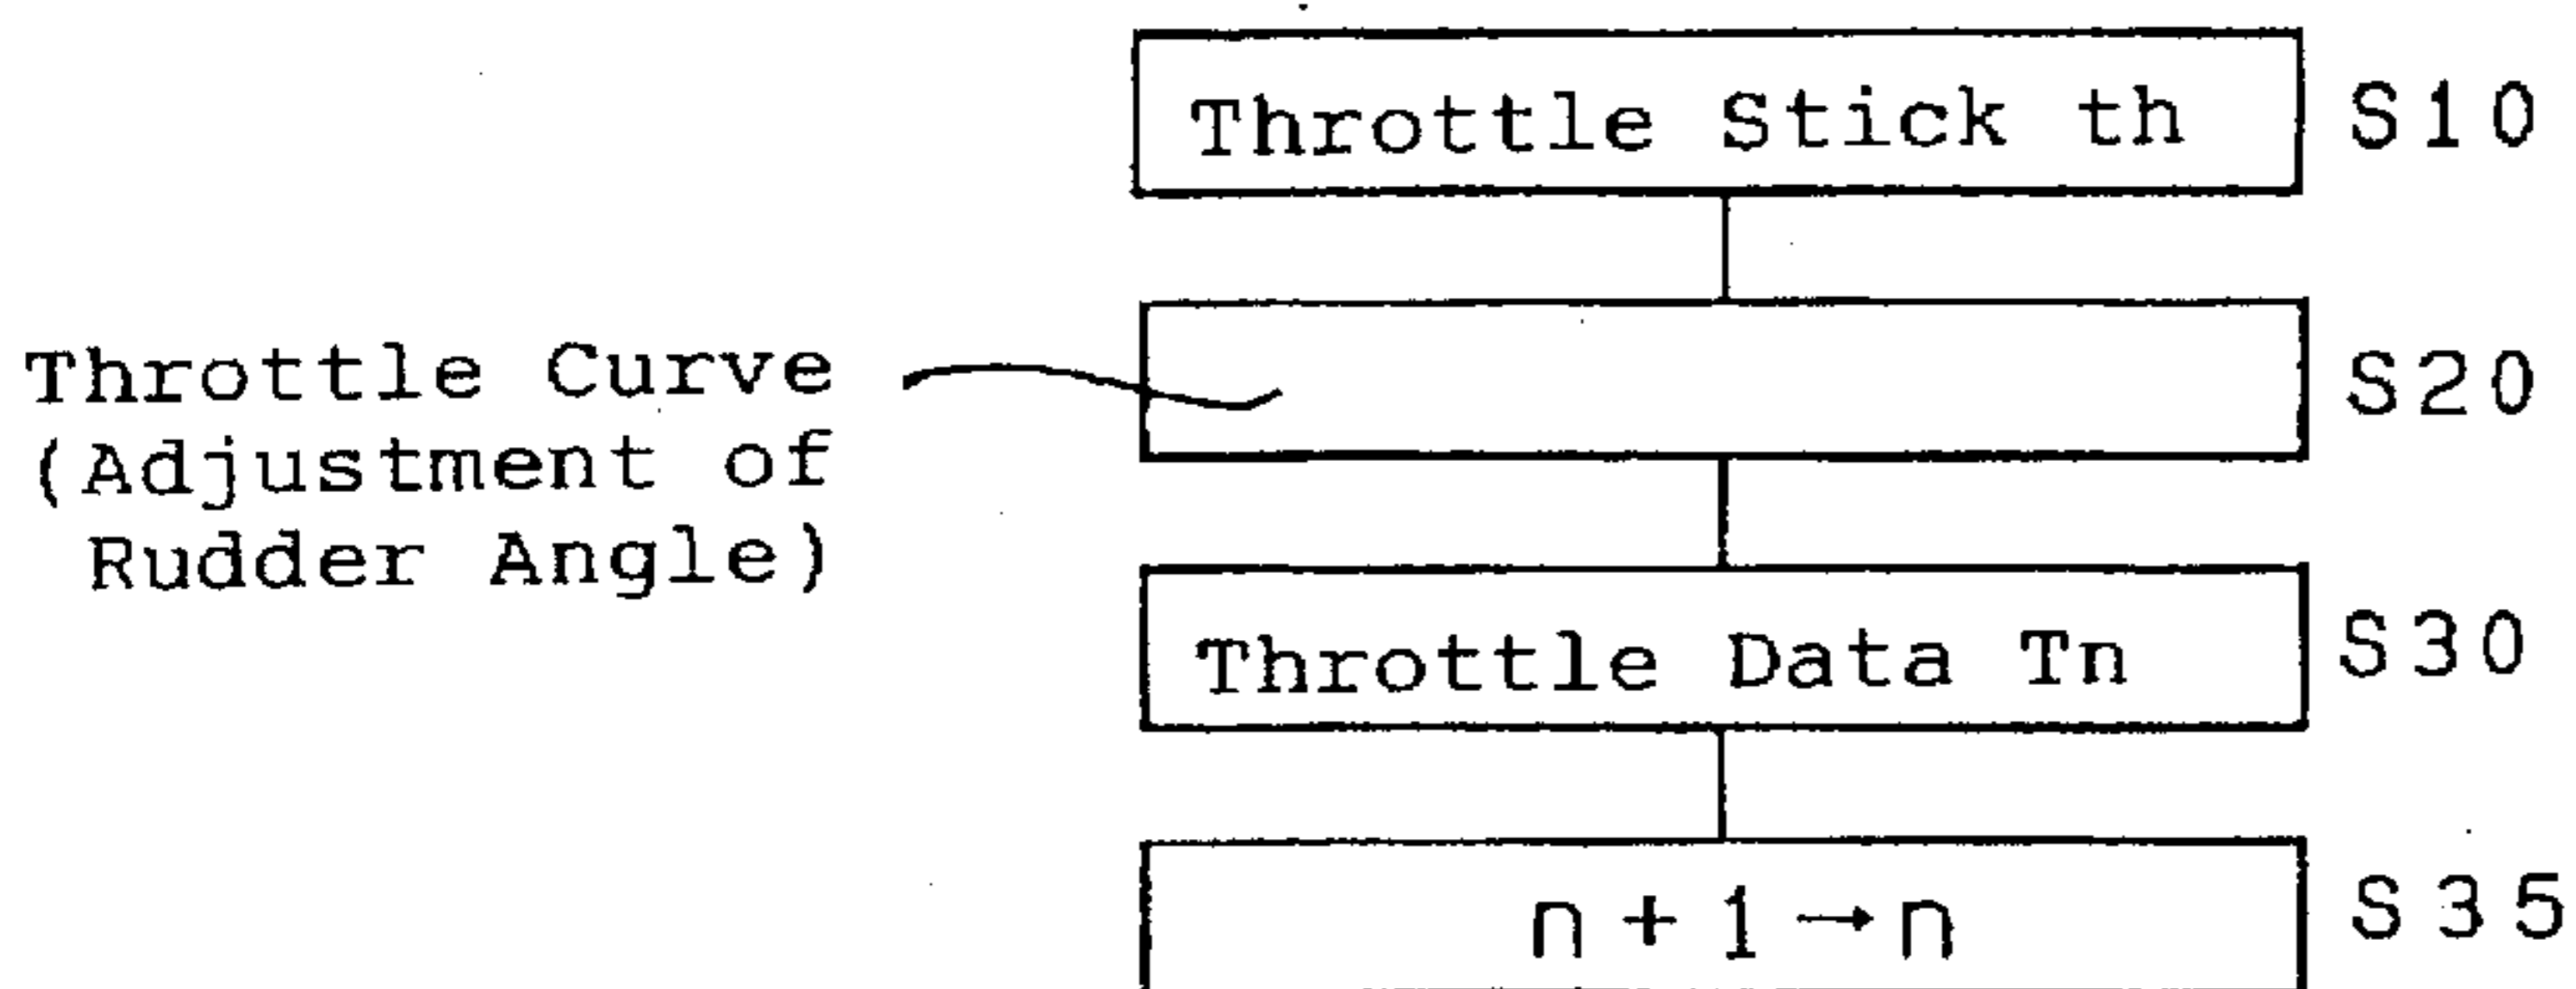 Throttle Stick th S10
Throttle Curve
(Adjustment of
Rudder Angle)
S20
Throttle Data Tn S30
n + 1 → n S35